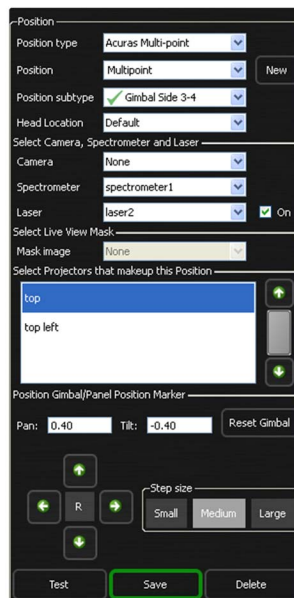 Position
Position type Acuras Multi-point
Position Multipoint New
Position subtype Gimbal Side 3-4
Head Location Default
Select Camera, Spectrometer and Laser
Camera None
Spectrometer spectrometer1
Laser laser2 On
Select Live View Mask
Mask image None
Select Projectors that makeup this Position
top
top left
Position Gimbal/Panel Position Marker
Pan: 0.40 Tilt: -0.40 Reset Gimbal
Step size
R Small Medium Large
Test Save Delete